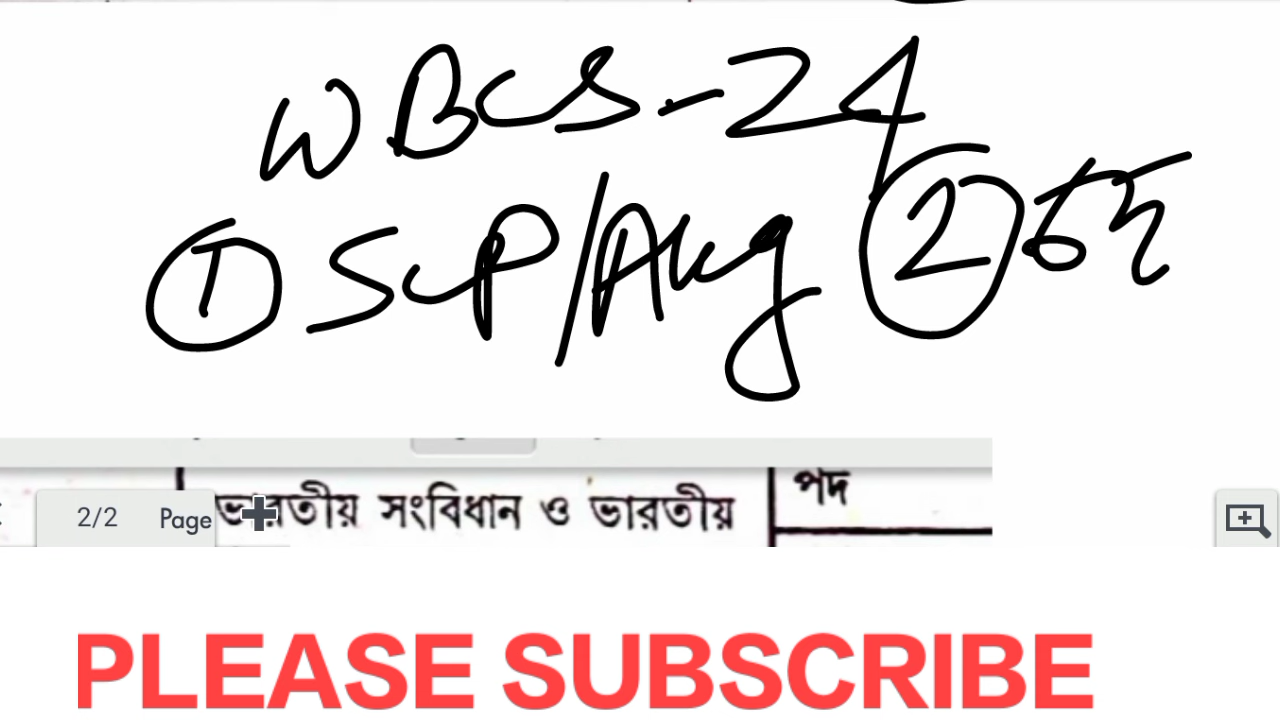 WBCS-24
① SCP/Aug ②
ভারতীয় সংবিধান ও ভারতীয়
পদ
2/2 Page
PLEASE SUBSCRIBE